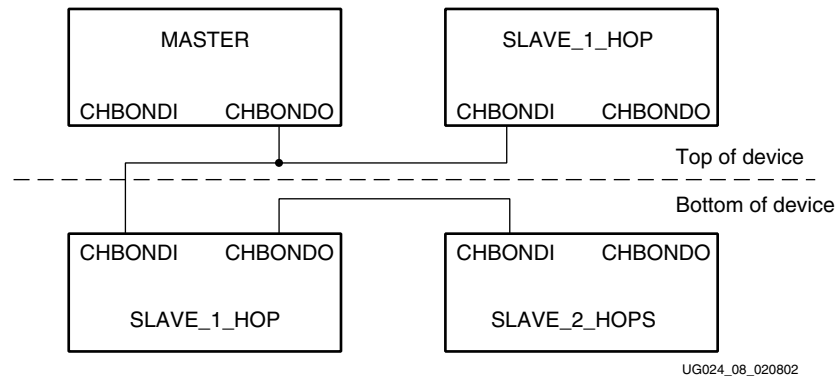 MASTER
SLAVE_1_HOP
CHBONDI CHBONDO
CHBONDI CHBONDO
Top of device
Bottom of device
CHBONDI CHBONDO
CHBONDI CHBONDO
SLAVE_1_HOP
SLAVE_2_HOPS
UG024_08_020802